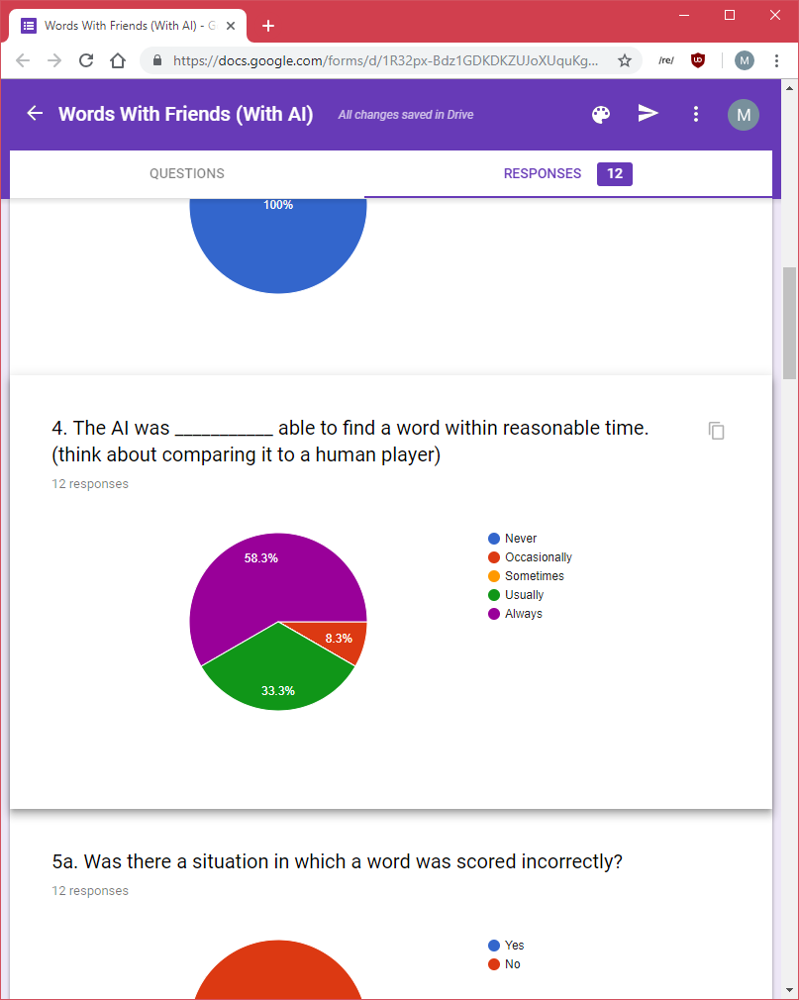 Words With Friends (With AI) - G
https://docs.google.com/forms/d/1R32px-Bdz1GDKDKZUJoXUquKg...
/re/
M
Words With Friends (With AI)
All changes saved in Drive
M
QUESTIONS
RESPONSES 12
100%
4. The AI was ___________ able to find a word within reasonable time.
(think about comparing it to a human player)
12 responses
58.3%
8.3%
33.3%
Never
Occasionally
Sometimes
Usually
Always
5a. Was there a situation in which a word was scored incorrectly?
12 responses
Yes
No